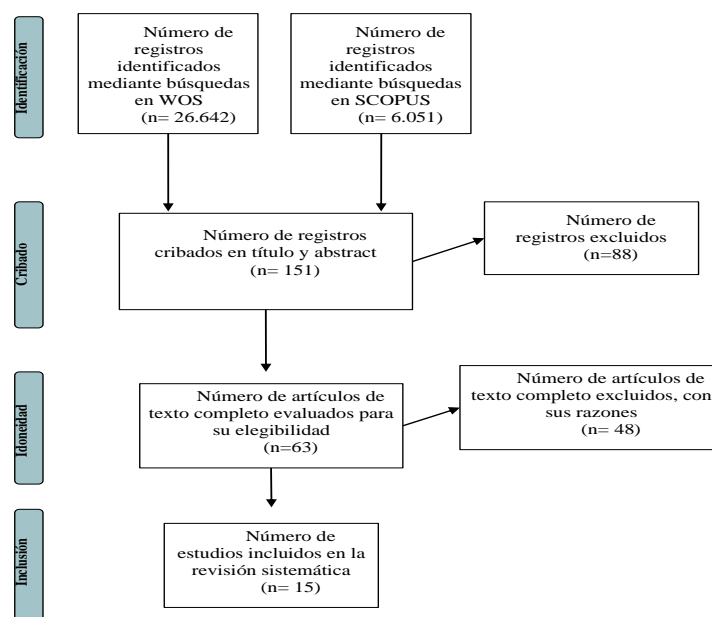 Identificación
Número de
registros
identificados
mediante búsquedas
en WOS
(n= 26.642)
Número de
registros
identificados
mediante búsquedas
en SCOPUS
(n= 6.051)
Cribado
Número de registros
cribados en título y abstract
(n= 151)
Número de
registros excluidos
(n=88)
Idoneidad
Número de artículos de
texto completo evaluados para
su elegibilidad
(n=63)
Número de artículos de
texto completo excluidos, con
sus razones
(n= 48)
Inclusión
Número de
estudios incluidos en la
revisión sistemática
(n= 15)